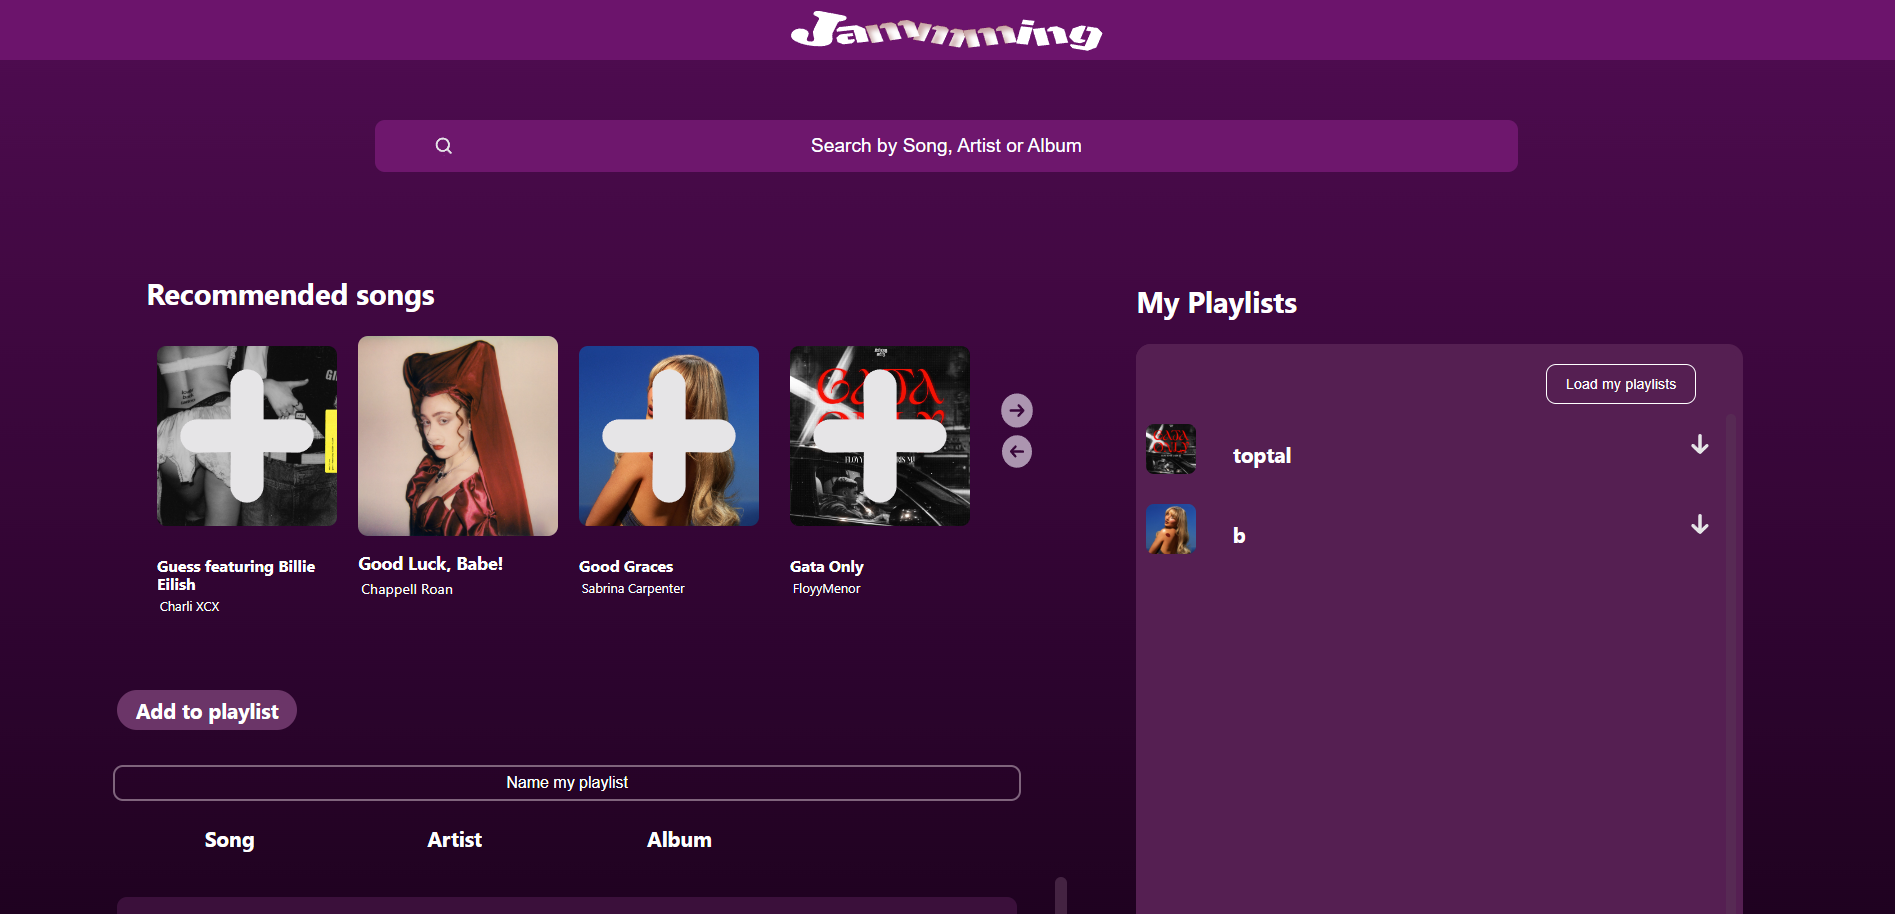 Jammming
Search by Song, Artist or Album
Recommended songs
My Playlists
Load my playlists
GATA
ONLY
toptal
b
Guess featuring Billie
Eilish
Charli XCX
Good Luck, Babe!
Chappell Roan
Good Graces
Sabrina Carpenter
Gata Only
FloyyMenor
Add to playlist
Name my playlist
Song
Artist
Album